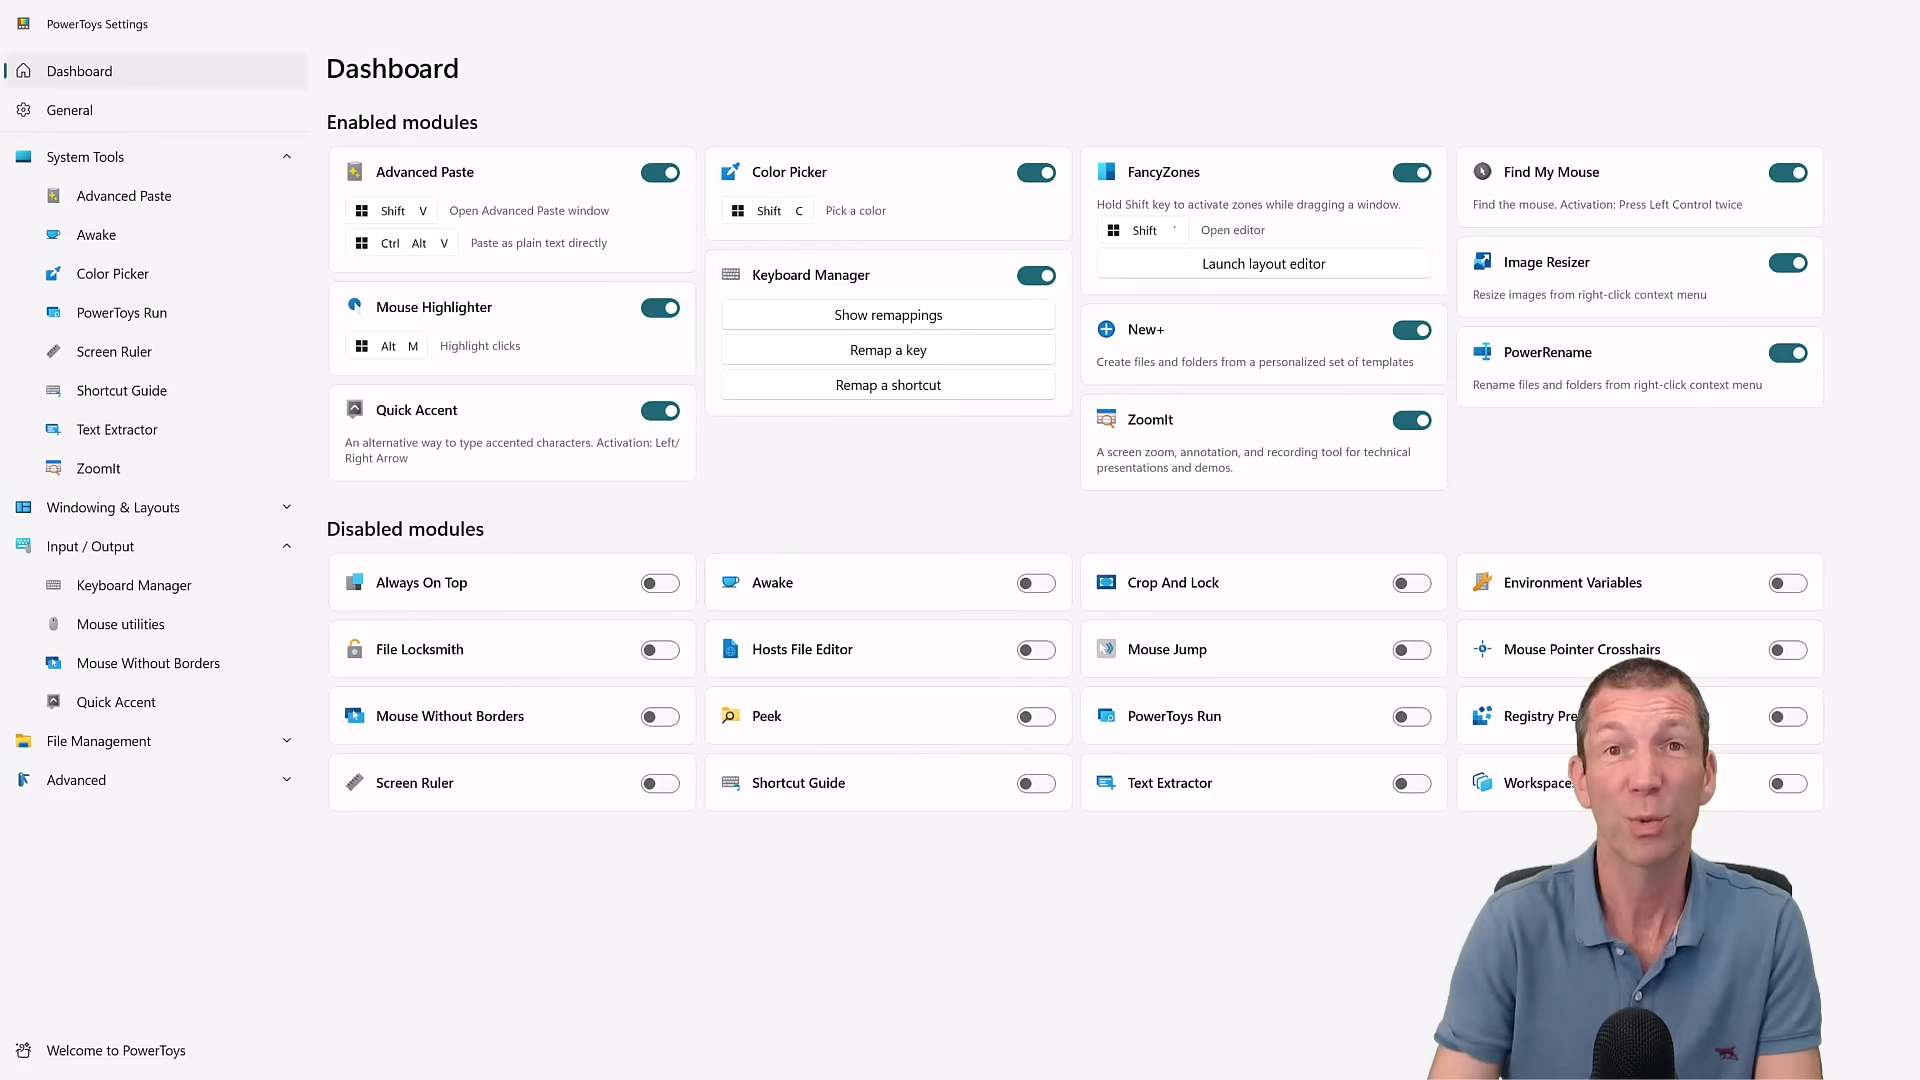 PowerToys Settings
Dashboard
General
System Tools
Advanced Paste
Awake
Color Picker
PowerToys Run
Screen Ruler
Shortcut Guide
Text Extractor
ZoomIt
Windowing & Layouts
Input / Output
Keyboard Manager
Mouse utilities
Mouse Without Borders
Quick Accent
File Management
Advanced
Welcome to PowerToys
Dashboard
Enabled modules
Advanced Paste
Shift V Open Advanced Paste window
Ctrl Alt V Paste as plain text directly
Mouse Highlighter
Alt M Highlight clicks
Quick Accent
An alternative way to type accented characters. Activation: Left/
Right Arrow
Color Picker
Shift C Pick a color
Keyboard Manager
Show remappings
Remap a key
Remap a shortcut
FancyZones
Hold Shift key to activate zones while dragging a window.
Shift ` Open editor
Launch layout editor
New+
Create files and folders from a personalized set of templates
ZoomIt
A screen zoom, annotation, and recording tool for technical
presentations and demos.
Find My Mouse
Find the mouse. Activation: Press Left Control twice
Image Resizer
Resize images from right-click context menu
PowerRename
Rename files and folders from right-click context menu
Disabled modules
Always On Top
Awake
Crop And Lock
Environment Variables
File Locksmith
Hosts File Editor
Mouse Jump
Mouse Pointer Crosshairs
Mouse Without Borders
Peek
PowerToys Run
Registry
Screen Ruler
Shortcut Guide
Text Extractor